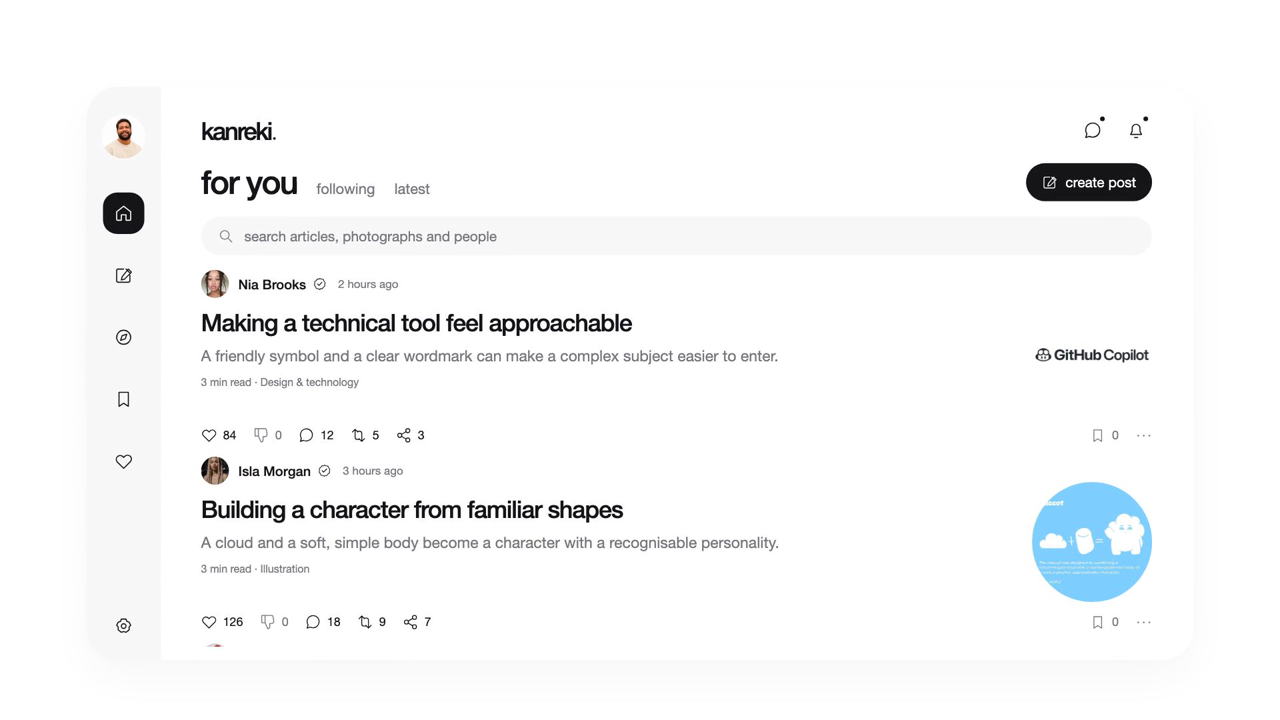 kanreki.
for you following latest
create post
search articles, photographs and people
Nia Brooks 2 hours ago
Making a technical tool feel approachable
A friendly symbol and a clear wordmark can make a complex subject easier to enter.
3 min read · Design & technology
GitHub Copilot
84 0 12 5 3 0
Isla Morgan 3 hours ago
Building a character from familiar shapes
A cloud and a soft, simple body become a character with a recognisable personality.
3 min read · Illustration
+ =
126 0 18 9 7 0